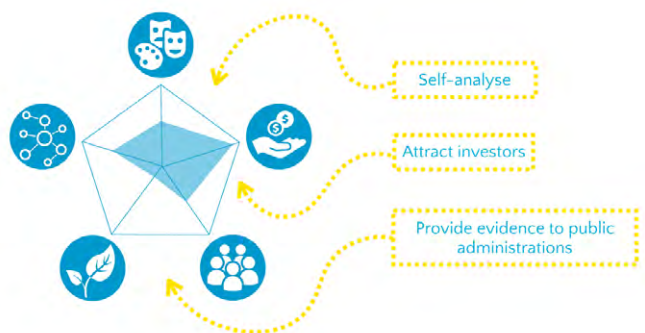 Self-analyse
Attract investors
Provide evidence to public
administrations